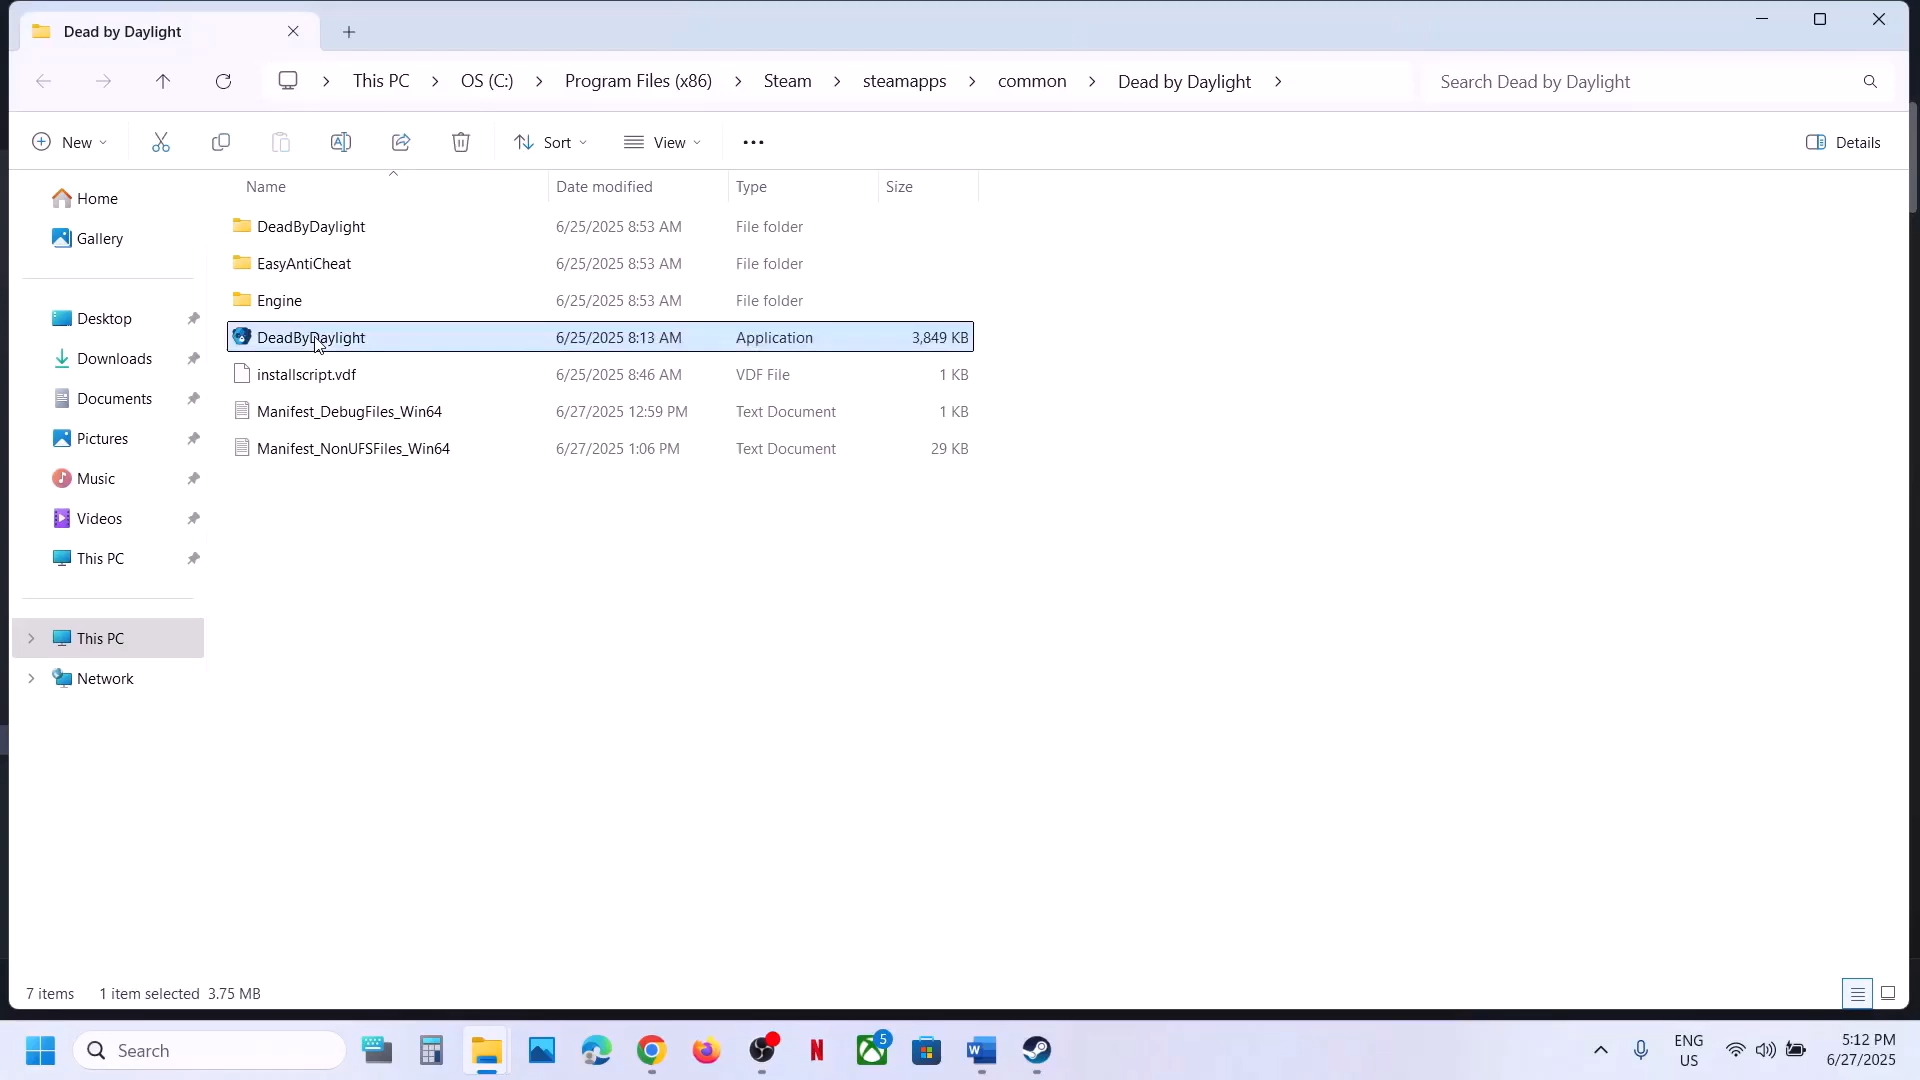 Dead by Daylight
This PC > OS (C:) > Program Files (x86) > Steam > steamapps > common > Dead by Daylight >
Search Dead by Daylight
New
Sort
View
Details
Name Date modified Type Size
DeadByDaylight 6/25/2025 8:53 AM File folder
EasyAntiCheat 6/25/2025 8:53 AM File folder
Engine 6/25/2025 8:53 AM File folder
DeadByDaylight 6/25/2025 8:13 AM Application 3,849 KB
installscript.vdf 6/25/2025 8:46 AM VDF File 1 KB
Manifest_DebugFiles_Win64 6/27/2025 12:59 PM Text Document 1 KB
Manifest_NonUFSFiles_Win64 6/27/2025 1:06 PM Text Document 29 KB
Home
Gallery
Desktop
Downloads
Documents
Pictures
Music
Videos
This PC
This PC
Network
7 items 1 item selected 3.75 MB
Search
5
ENG
US
5:12 PM
6/27/2025